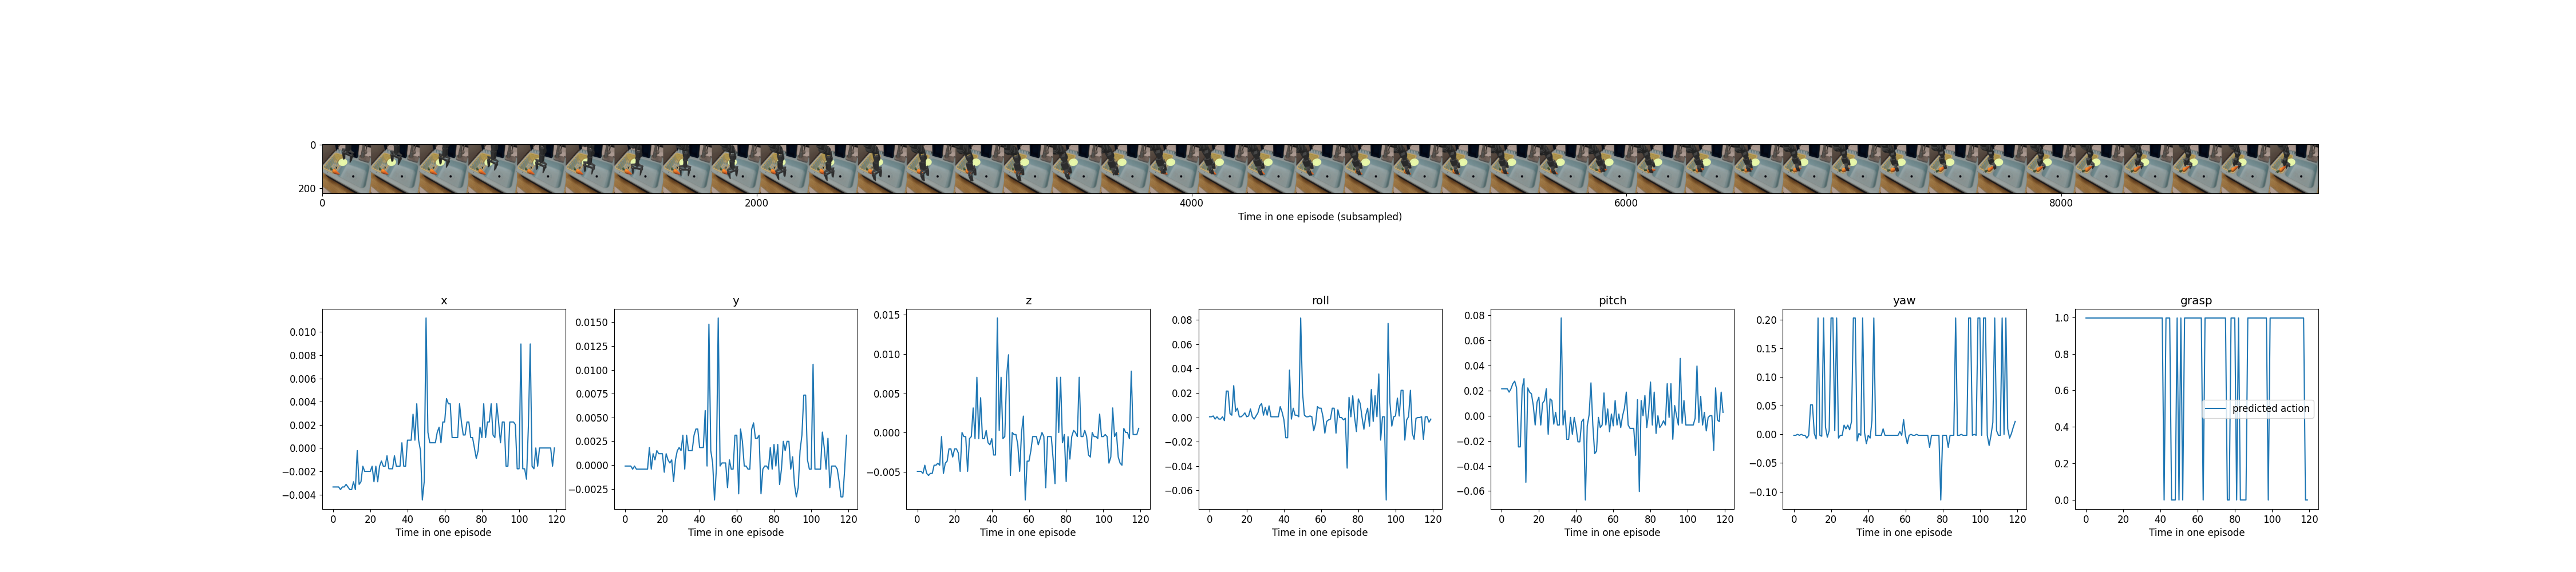 0
200
0 2000 4000 6000 8000
Time in one episode (subsampled)
x y z roll pitch yaw grasp
0.010
0.008
0.006
0.004
0.002
0.000
−0.002
−0.004
0 20 40 60 80 100 120
Time in one episode
0.0150
0.0125
0.0100
0.0075
0.0050
0.0025
0.0000
−0.0025
0 20 40 60 80 100 120
Time in one episode
0.015
0.010
0.005
0.000
−0.005
0 20 40 60 80 100 120
Time in one episode
0.08
0.06
0.04
0.02
0.00
−0.02
−0.04
−0.06
0 20 40 60 80 100 120
Time in one episode
0.08
0.06
0.04
0.02
0.00
−0.02
−0.04
−0.06
0 20 40 60 80 100 120
Time in one episode
0.20
0.15
0.10
0.05
0.00
−0.05
−0.10
0 20 40 60 80 100 120
Time in one episode
1.0
0.8
0.6
0.4
0.2
0.0
predicted action
0 20 40 60 80 100 120
Time in one episode